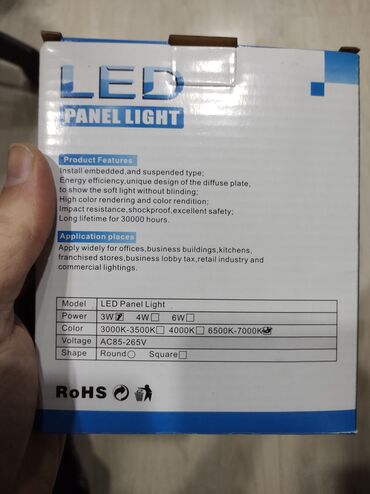 LED
PANEL LIGHT
Product Features
Install embedded,and suspended type;
Energy efficiency,unique design of the diffuse plate,
to show the soft light without blinding;
High color rendering and color rendition;
Impact resistance,shockproof,excellent safety;
Long lifetime for 30000 hours.
Application places
Apply widely for offices,business buildings,kitchens,
franchised stores,business lobby tax,retail industry and
commercial lightings.
Model LED Panel Light
Power 3W☑ 4W☐ 6W☐
Color 3000K-3500K☐ 4000K☐ 6500K-7000K☑
Voltage AC85-265V
Shape Round○ Square☐
RoHS